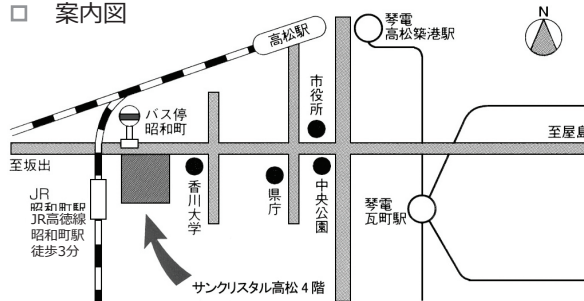 □ 案内図
高松駅
琴電
高松築港駅
N
バス停
昭和町
市役所
至屋島
至坂出
JR
昭和町駅
JR高徳線
昭和町駅
徒歩3分
香川大学
県庁
中央公園
琴電
瓦町駅
サンクリスタル高松4階